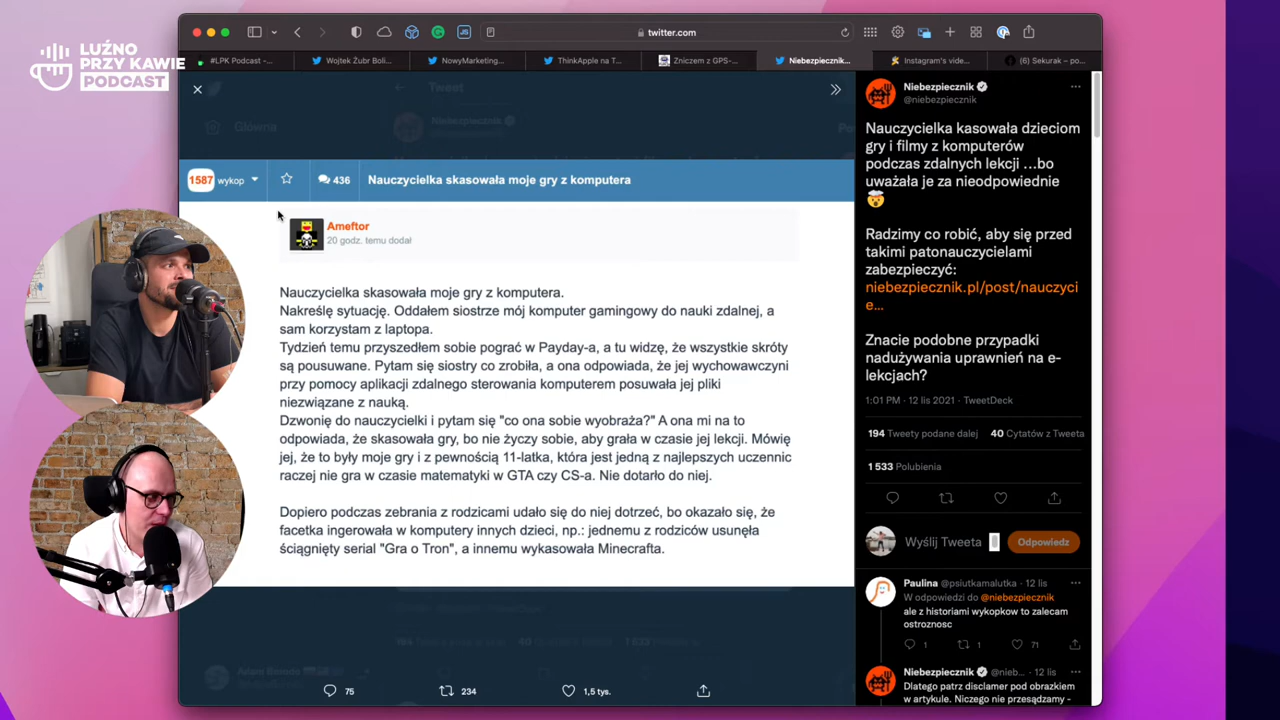 LUŹNO
PRZY KAWIE
PODCAST
twitter.com
#LPK Podcast -...
Wojtek Żubr Boli...
NowyMarketing...
ThinkApple na T...
Zniczem z GPS-...
Niebezpiecznik...
Instagram's vide...
(6) Sekurak – po...
Tweet
Główna
Niebezpiecznik
@niebezpiecznik
1587 wykop
436
Nauczycielka skasowała moje gry z komputera
Ameftor
20 godz. temu dodał
Nauczycielka skasowała moje gry z komputera.
Nakreślę sytuację. Oddałem siostrze mój komputer gamingowy do nauki zdalnej, a
sam korzystam z laptopa.
Tydzień temu przyszedłem sobie pograć w Payday-a, a tu widzę, że wszystkie skróty
są pousuwane. Pytam się siostry co zrobiła, a ona odpowiada, że jej wychowawczyni
przy pomocy aplikacji zdalnego sterowania komputerem posuwała jej pliki
niezwiązane z nauką.
Dzwonię do nauczycielki i pytam się "co ona sobie wyobraża?" A ona mi na to
odpowiada, że skasowała gry, bo nie życzy sobie, aby grała w czasie jej lekcji. Mówię
jej, że to były moje gry i z pewnością 11-latka, która jest jedną z najlepszych uczennic
raczej nie gra w czasie matematyki w GTA czy CS-a. Nie dotarło do niej.
Dopiero podczas zebrania z rodzicami udało się do niej dotrzeć, bo okazało się, że
facetka ingerowała w komputery innych dzieci, np.: jednemu z rodziców usunęła
ściągnięty serial "Gra o Tron", a innemu wykasowała Minecrafta.
75
234
1,5 tys.
Niebezpiecznik
@niebezpiecznik
Nauczycielka kasowała dzieciom
gry i filmy z komputerów
podczas zdalnych lekcji ...bo
uważała je za nieodpowiednie
🤯
Radzimy co robić, aby się przed
takimi patonauczycielami
zabezpieczyć:
niebezpiecznik.pl/post/nauczyci
e...
Znacie podobne przypadki
nadużywania uprawnień na e-
lekcjach?
1:01 PM · 12 lis 2021 · TweetDeck
194 Tweety podane dalej 40 Cytatów z Tweeta
1 533 Polubienia
Wyślij Tweeta
Odpowiedz
Paulina @psiutkamalutka · 12 lis
W odpowiedzi do @niebezpiecznik
ale z historiami wykopkow to zalecam
ostroznosc
1
1
71
Niebezpiecznik @nieb... · 12 lis
Dlatego patrz disclamer pod obrazkiem
w artykule. Niczego nie przesądzamy -